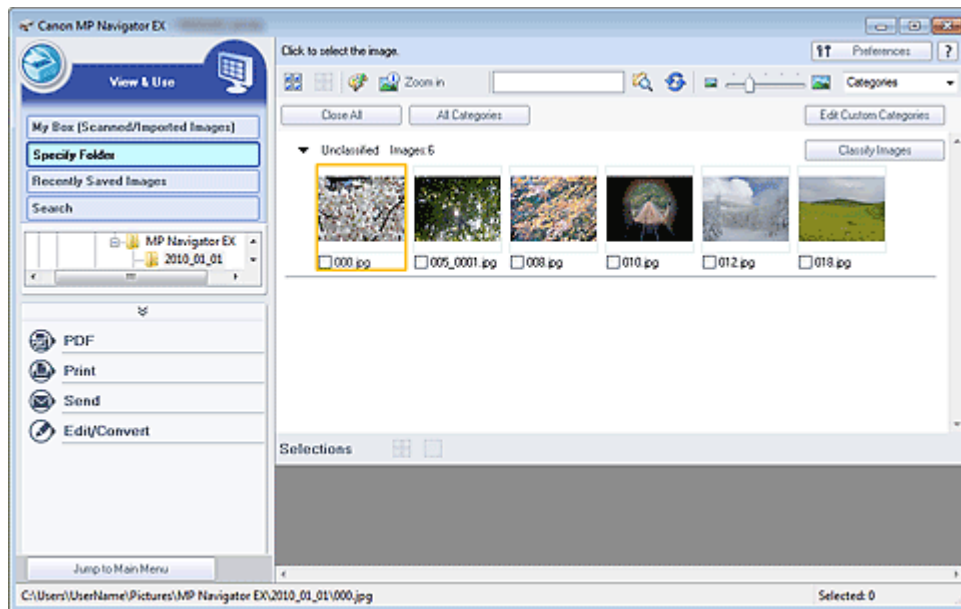 Canon MP Navigator EX
View & Use
My Box (Scanned/Imported Images)
Specify Folder
Recently Saved Images
Search
MP Navigator EX
2010_01_01
PDF
Print
Send
Edit/Convert
Jump to Main Menu
Click to select the image.
Preferences
?
Zoom in
Categories
Close All
All Categories
Edit Custom Categories
Unclassified Images:6
Classify Images
000.jpg 005_0001.jpg 008.jpg 010.jpg 012.jpg 018.jpg
Selections
C:\Users\UserName\Pictures\MP Navigator EX\2010_01_01\000.jpg
Selected: 0